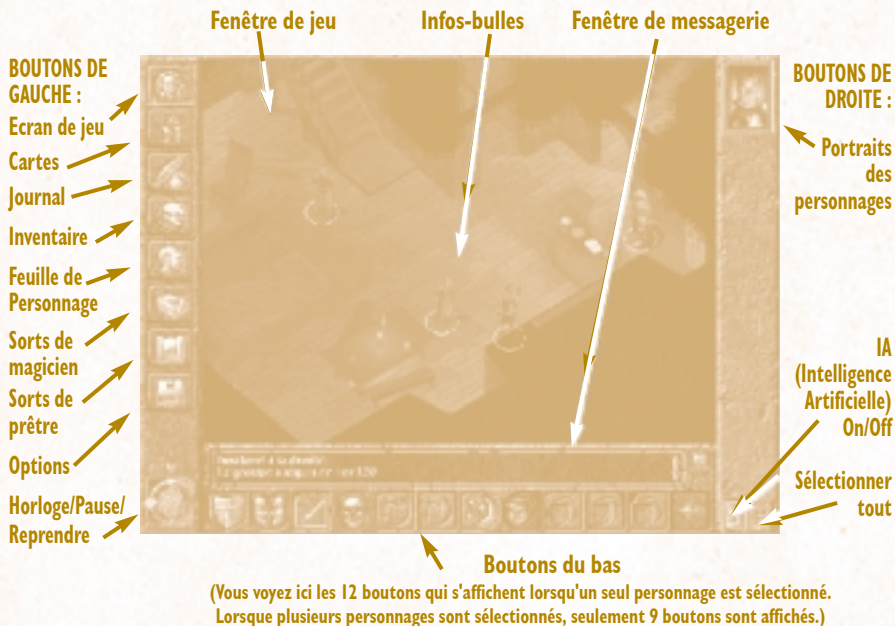 Fenêtre de jeu
Infos-bulles
Fenêtre de messagerie
BOUTONS DE
GAUCHE :
Ecran de jeu
Cartes
Journal
Inventaire
Feuille de
Personnage
Sorts de
magicien
Sorts de
prêtre
Options
Horloge/Pause/
Reprendre
BOUTONS DE
DROITE :
Portraits
des
personnages
IA
(Intelligence
Artificielle)
On/Off
Sélectionner
tout
Boutons du bas
(Vous voyez ici les 12 boutons qui s'affichent lorsqu'un seul personnage est sélectionné.
Lorsque plusieurs personnages sont sélectionnés, seulement 9 boutons sont affichés.)